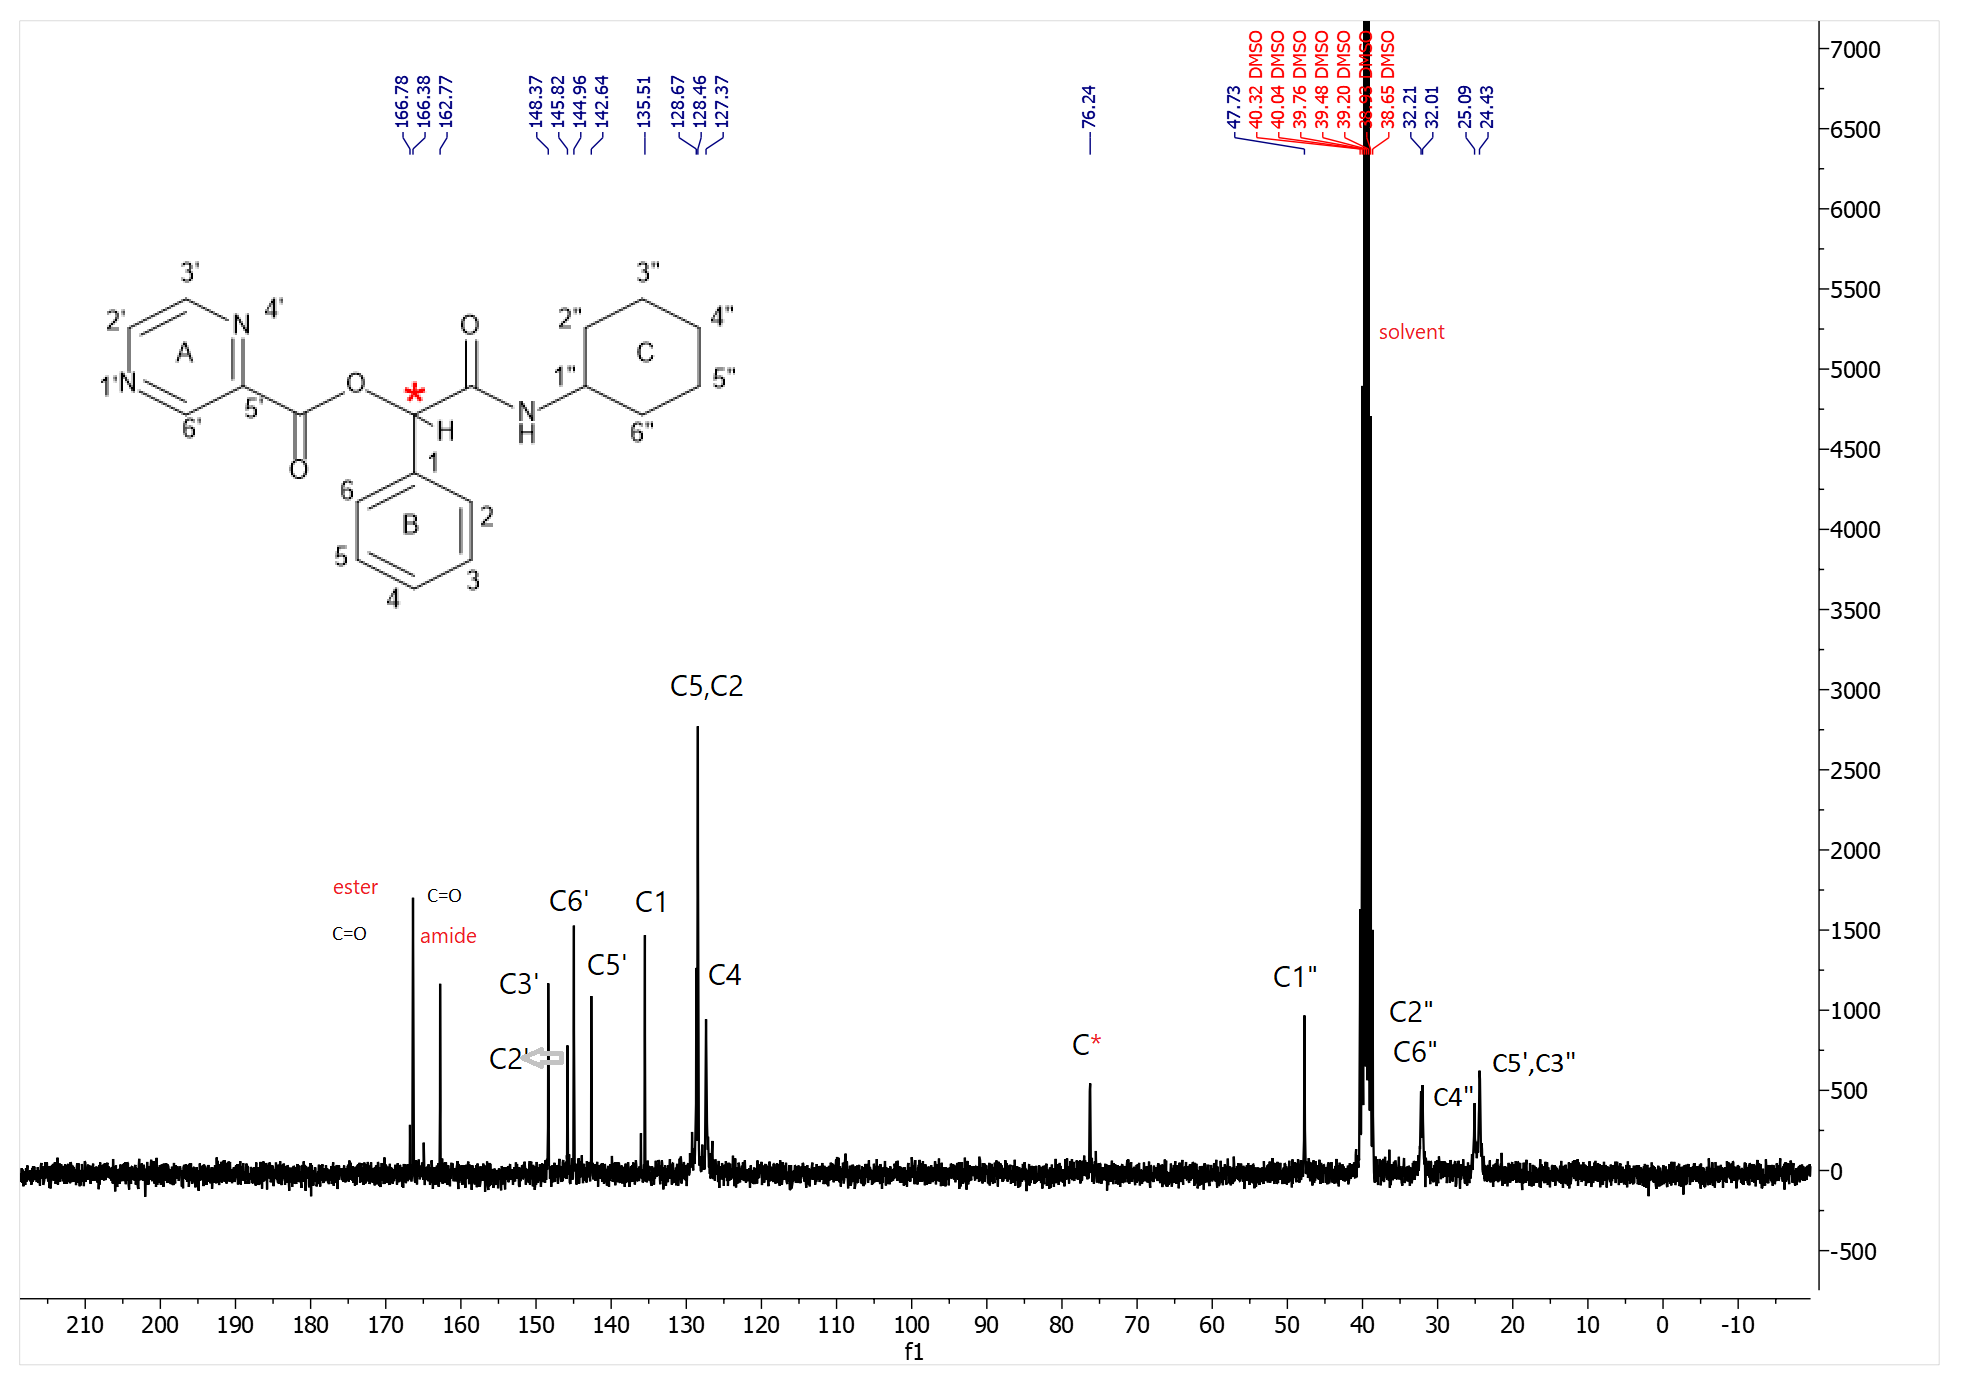 166.78
166.38
162.77
148.37
145.82
144.96
142.64
135.51
128.67
128.46
127.37
76.24
47.73
40.32 DMSO
40.04 DMSO
39.76 DMSO
39.48 DMSO
39.20 DMSO
38.93 DMSO
38.65 DMSO
32.21
32.01
25.09
24.43
7000
6500
6000
5500
5000
4500
4000
3500
3000
2500
2000
1500
1000
500
0
-500
solvent
3'
2'
4'
N
A
1'N
5'
6'
O
O
*
H
O
N
H
1"
2"
3"
4"
C
5"
6"
1
6
2
B
5
3
4
C5,C2
ester
C=O
C=O
amide
C6'
C1
C3'
C5'
C4
C2'
C*
C1"
C2"
C6"
C4"
C5',C3"
210
200
190
180
170
160
150
140
130
120
110
100
90
80
70
60
50
40
30
20
10
0
-10
f1